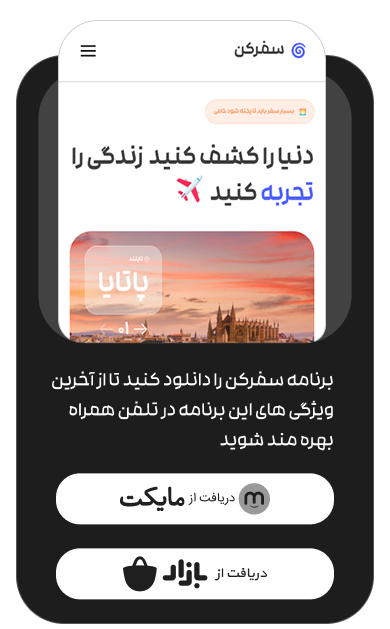 سفرکن
بسیار سفر باید تا پخته شود خامی
دنیا را کشف کنید زندگی را
تجربه کنید
تایلند
پاتایا
۰۱
برنامه سفرکن را دانلود کنید تا از آخرین
ویژگی های این برنامه در تلفن همراه
بهره مند شوید
دریافت از مایکت
دریافت از بازار